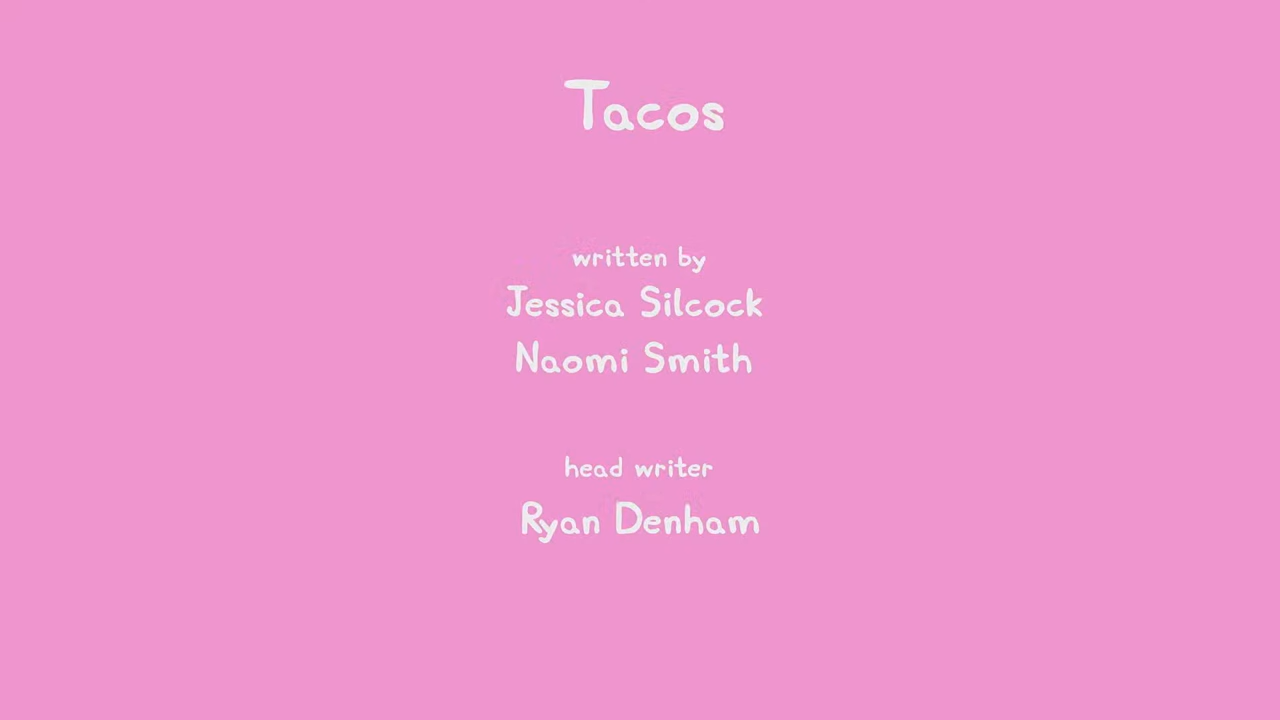 Tacos
written by
Jessica Silcock
Naomi Smith
head writer
Ryan Denham